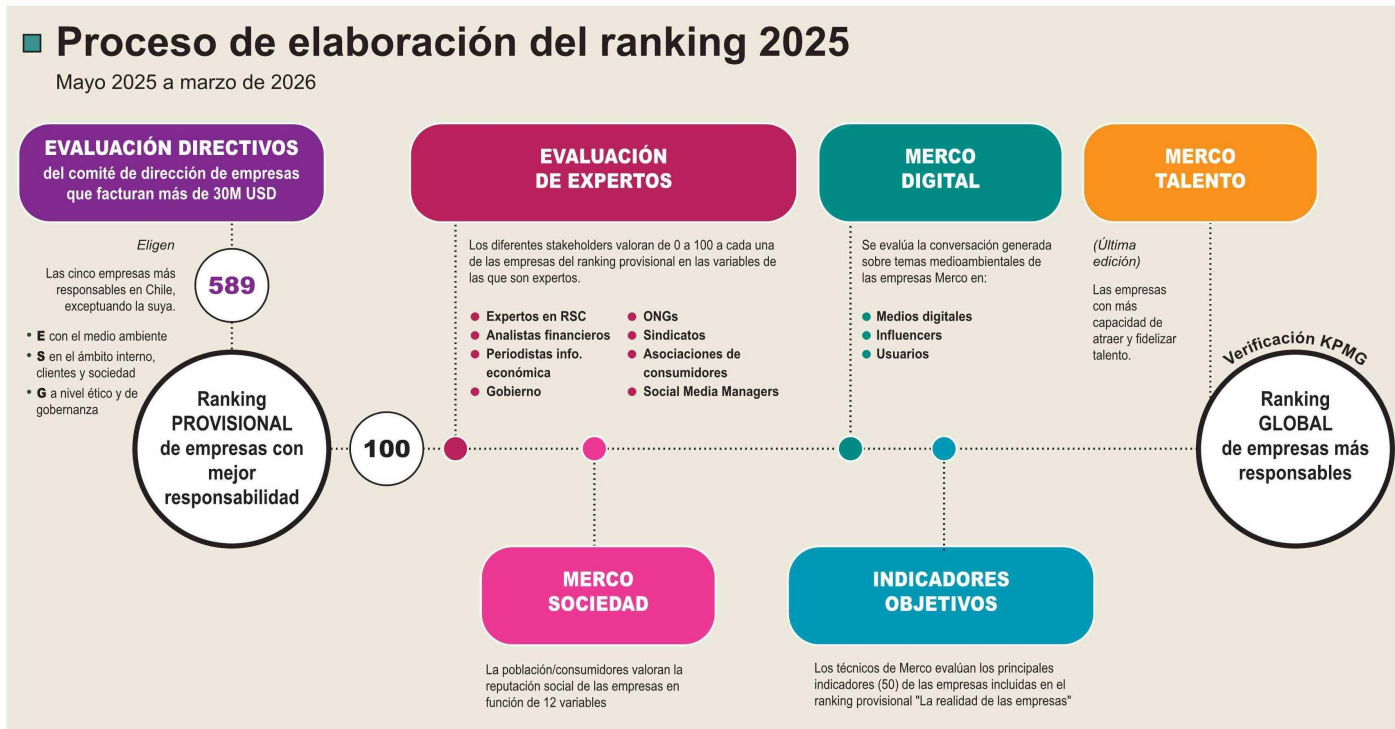 Proceso de elaboración del ranking 2025
Mayo 2025 a marzo de 2026
EVALUACIÓN DIRECTIVOS
del comité de dirección de empresas
que facturan más de 30M USD
Eligen
Las cinco empresas más
responsables en Chile,
exceptuando la suya.
• E con el medio ambiente
• S en el ámbito interno,
clientes y sociedad
• G a nivel ético y de
gobernanza
589
Ranking
PROVISIONAL
de empresas con
mejor
responsabilidad
100
EVALUACIÓN
DE EXPERTOS
Los diferentes stakeholders valoran de 0 a 100 a cada una
de las empresas del ranking provisional en las variables de
las que son expertos.
Expertos en RSC
Analistas financieros
Periodistas info.
económica
Gobierno
ONGs
Sindicatos
Asociaciones de
consumidores
Social Media Managers
MERCO
SOCIEDAD
La población/consumidores valoran la
reputación social de las empresas en
función de 12 variables
MERCO
DIGITAL
Se evalúa la conversación generada
sobre temas medioambientales de
las empresas Merco en:
Medios digitales
Influencers
Usuarios
INDICADORES
OBJETIVOS
Los técnicos de Merco evalúan los principales
indicadores (50) de las empresas incluidas en el
ranking provisional "La realidad de las empresas"
MERCO
TALENTO
(Última
edición)
Las empresas
con más
capacidad de
atraer y fidelizar
talento.
Verificación KPMG
Ranking
GLOBAL
de empresas más
responsables